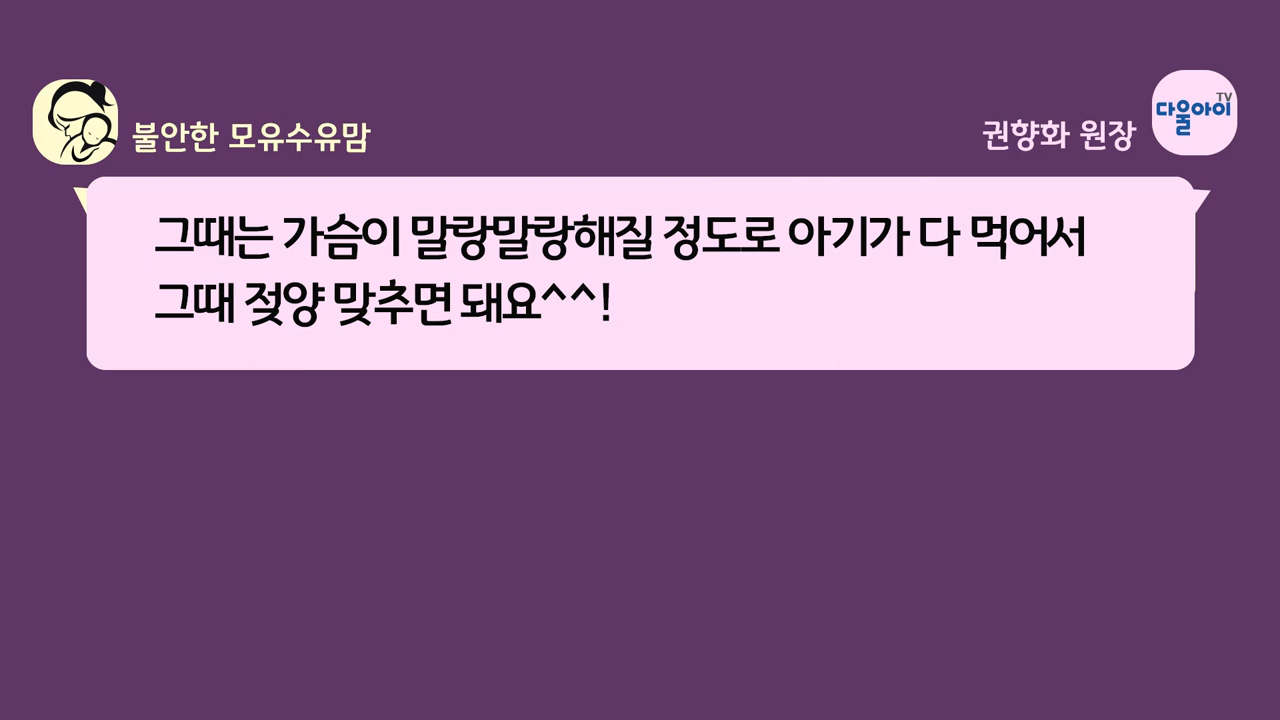 불안한 모유수유맘
권향화 원장
TV
다울아이
그때는 가슴이 말랑말랑해질 정도로 아기가 다 먹어서
그때 젖양 맞추면 돼요^^!